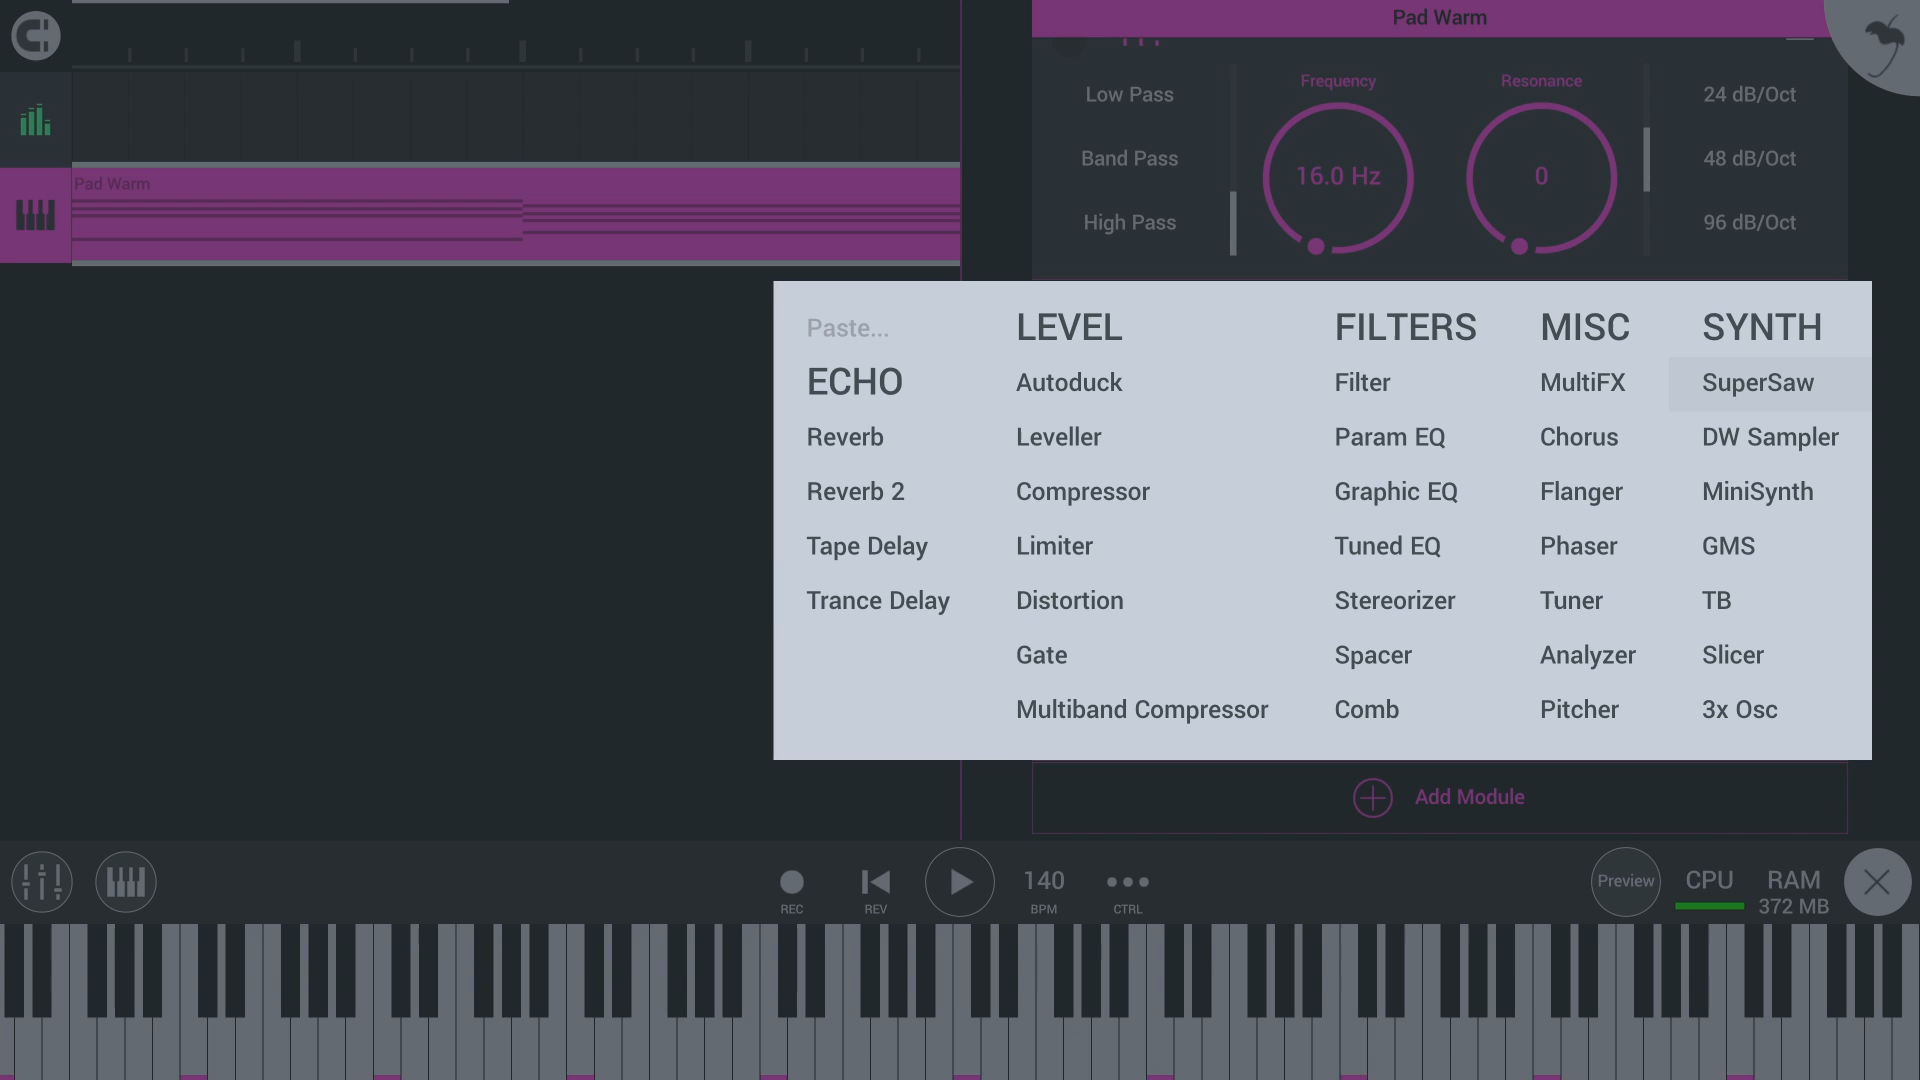 Pad Warm
Pad Warm
Frequency
Resonance
Low Pass
Band Pass
High Pass
16.0 Hz
0
24 dB/Oct
48 dB/Oct
96 dB/Oct
Paste...
ECHO
Reverb
Reverb 2
Tape Delay
Trance Delay
LEVEL
Autoduck
Leveller
Compressor
Limiter
Distortion
Gate
Multiband Compressor
FILTERS
Filter
Param EQ
Graphic EQ
Tuned EQ
Stereorizer
Spacer
Comb
MISC
MultiFX
Chorus
Flanger
Phaser
Tuner
Analyzer
Pitcher
SYNTH
SuperSaw
DW Sampler
MiniSynth
GMS
TB
Slicer
3x Osc
Add Module
REC
REV
140
BPM
CTRL
Preview
CPU
RAM
372 MB